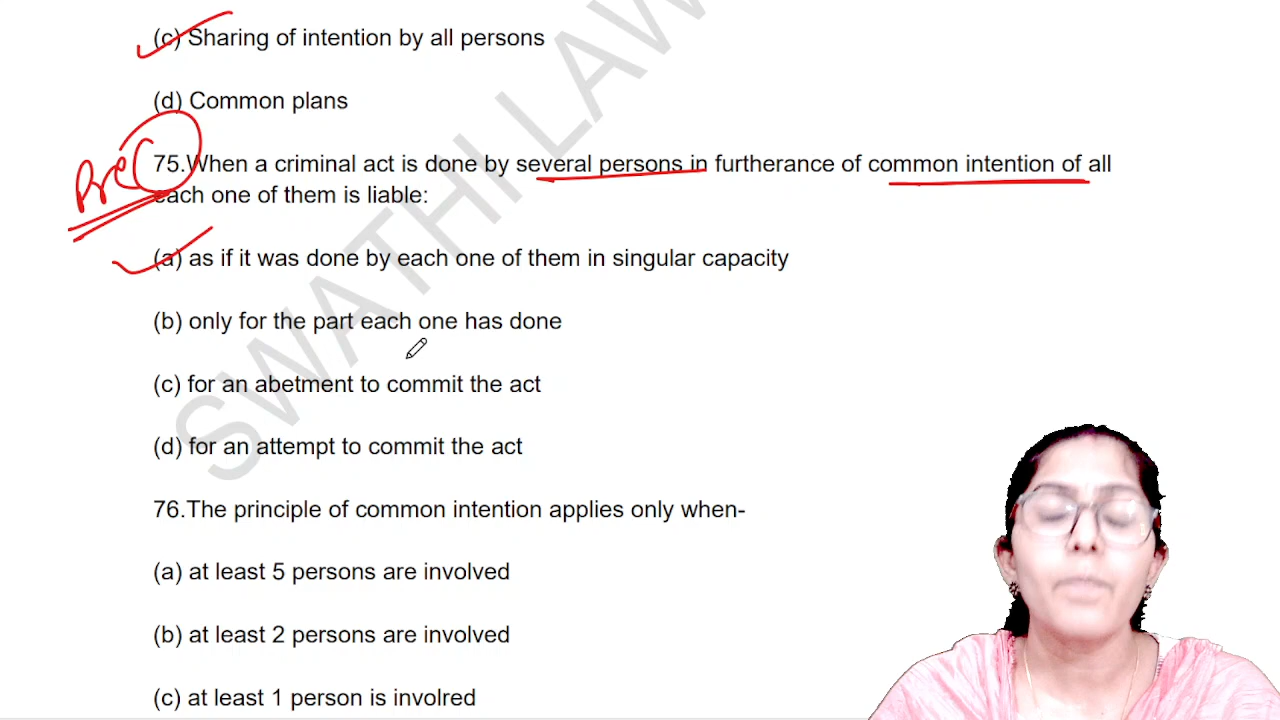 (c) Sharing of intention by all persons
(d) Common plans
Pre
75.When a criminal act is done by several persons in furtherance of common intention of all
each one of them is liable:
(a) as if it was done by each one of them in singular capacity
(b) only for the part each one has done
(c) for an abetment to commit the act
(d) for an attempt to commit the act
76.The principle of common intention applies only when-
(a) at least 5 persons are involved
(b) at least 2 persons are involved
(c) at least 1 person is involred
SWATHI LAW